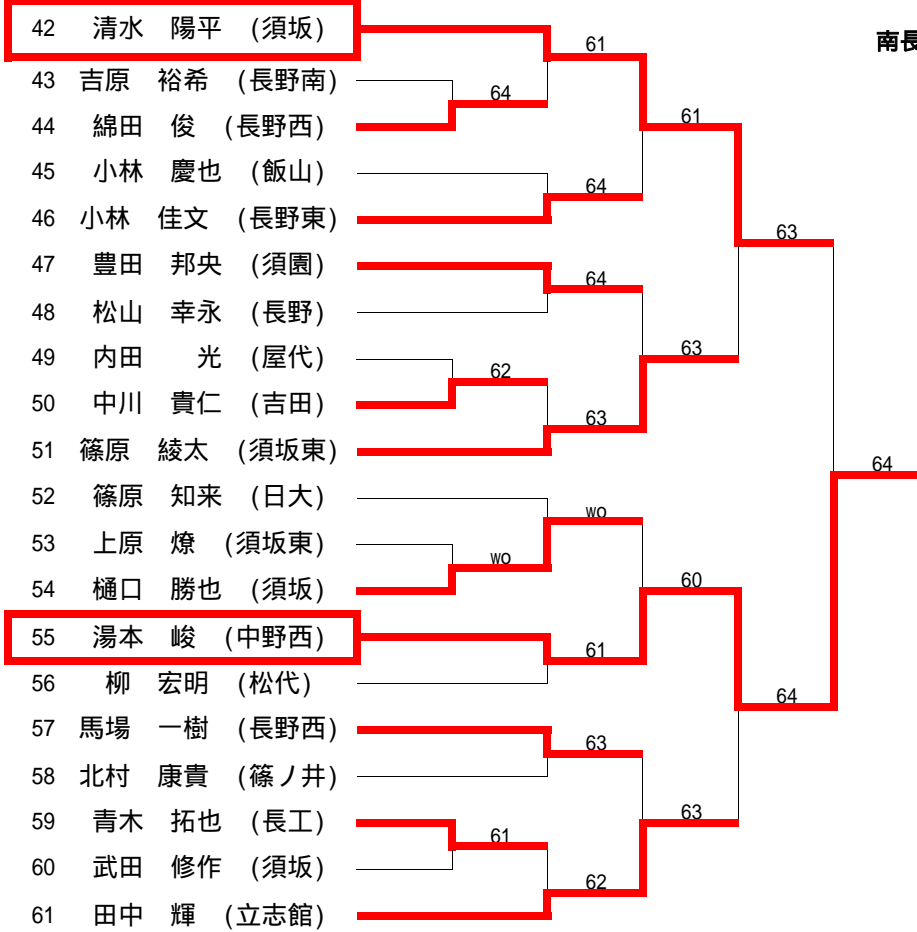 42 清水 陽平 (須坂)
43 吉原 裕希 (長野南)
44 綿田 俊 (長野西)
45 小林 慶也 (飯山)
46 小林 佳文 (長野東)
47 豊田 邦央 (須園)
48 松山 幸永 (長野)
49 内田 光 (屋代)
50 中川 貴仁 (吉田)
51 篠原 綾太 (須坂東)
52 篠原 知来 (日大)
53 上原 燎 (須坂東)
54 樋口 勝也 (須坂)
55 湯本 峻 (中野西)
56 柳 宏明 (松代)
57 馬場 一樹 (長野西)
58 北村 康貴 (篠ノ井)
59 青木 拓也 (長工)
60 武田 修作 (須坂)
61 田中 輝 (立志館)
64
62
wo
61
61
64
64
63
wo
61
63
62
61
63
60
63
63
64
64
南長